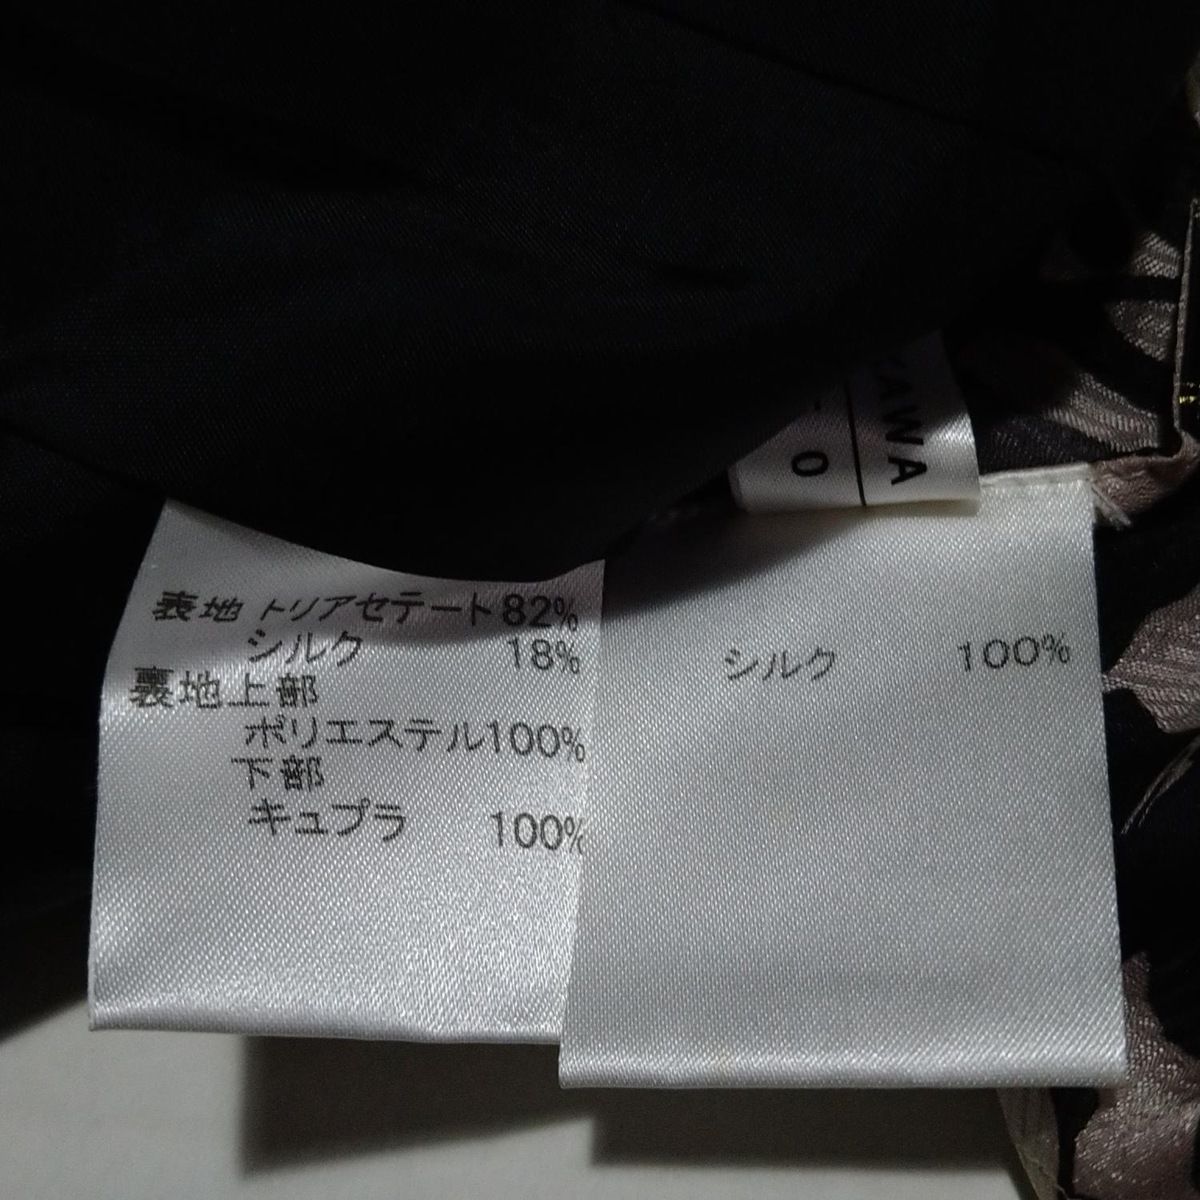 表地 トリアセテート82%
シルク 18%
裏地上部
ポリエステル100%
下部
キュプラ 100%
シルク 100%